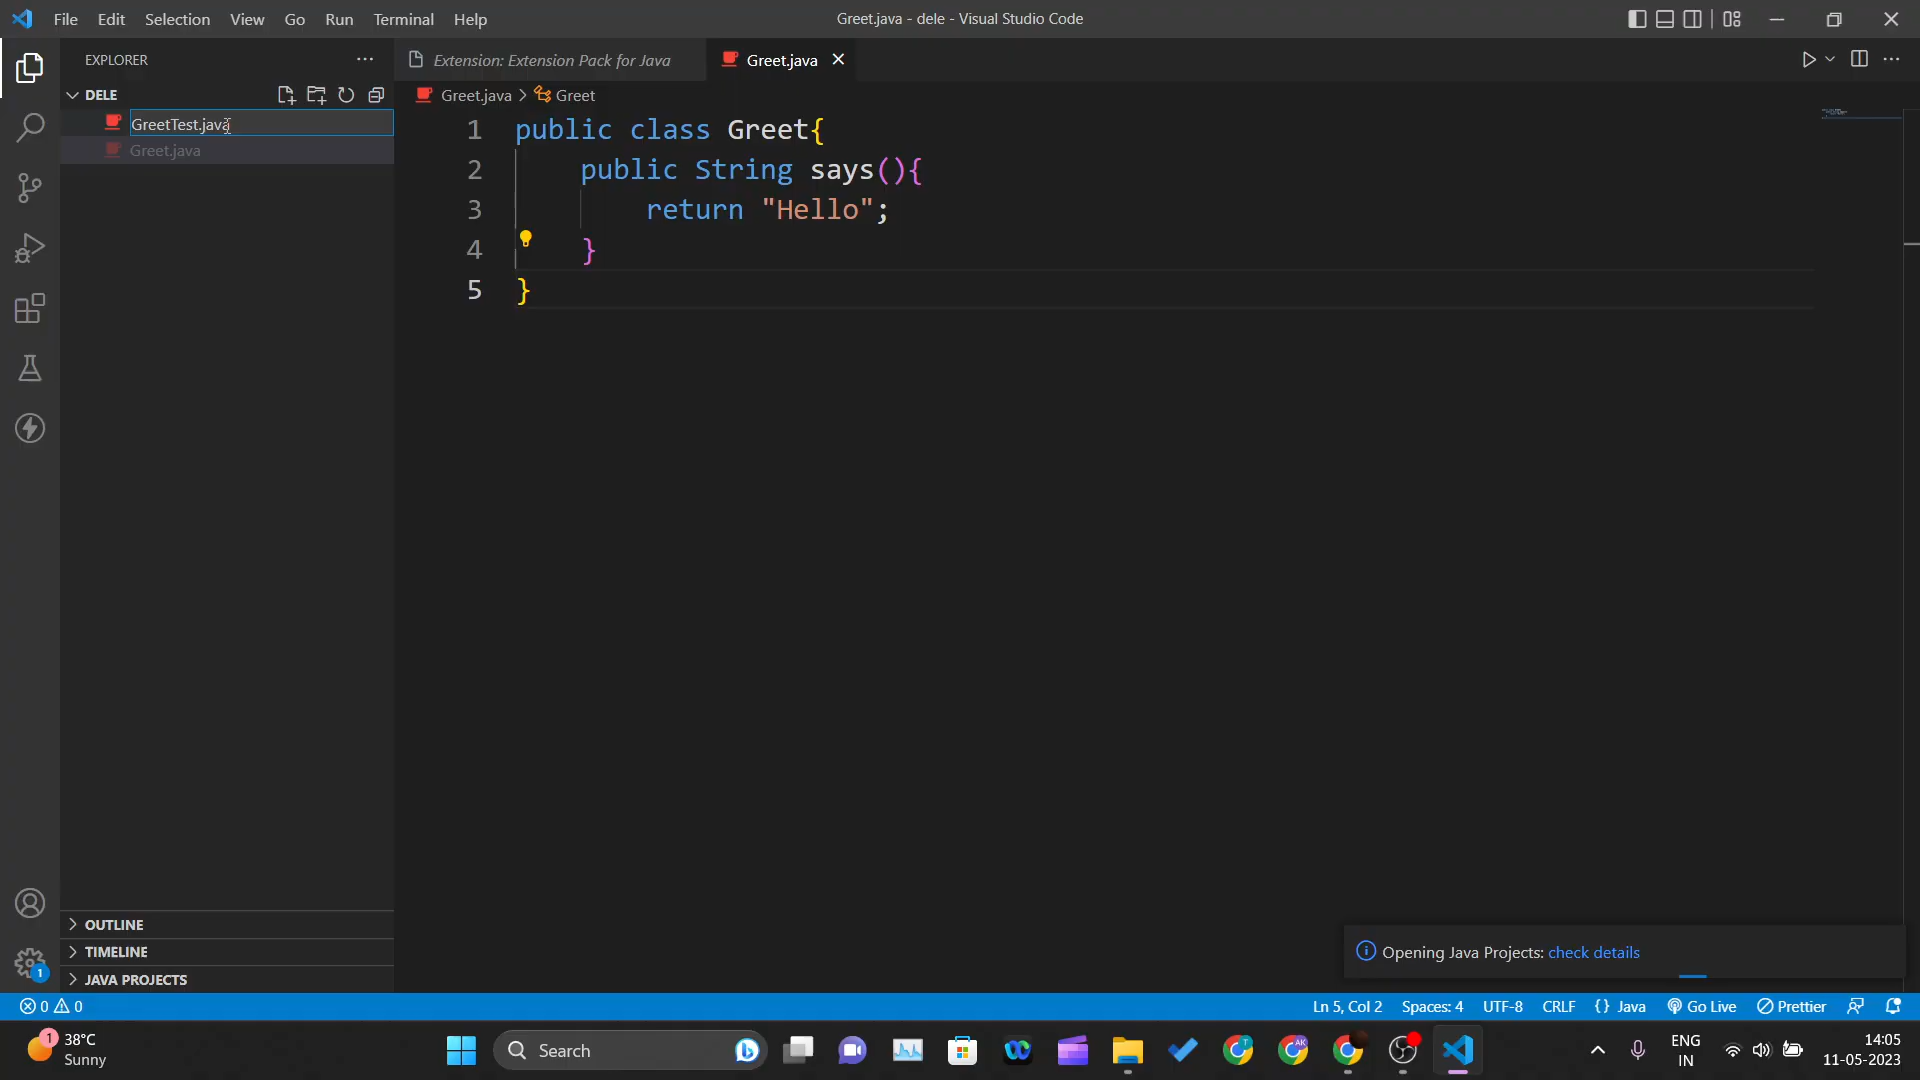 File Edit Selection View Go Run Terminal Help
Greet.java - dele - Visual Studio Code
EXPLORER
Extension: Extension Pack for Java
Greet.java
DELE
Greet.java > Greet
GreetTest.java
Greet.java
1 public class Greet{
2 public String says(){
3 return "Hello";
4 }
5 }
OUTLINE
TIMELINE
JAVA PROJECTS
Opening Java Projects: check details
1
0 0
Ln 5, Col 2 Spaces: 4 UTF-8 CRLF {} Java Go Live Prettier
1
38°C
Sunny
Search
T
AK
ENG
IN
14:05
11-05-2023